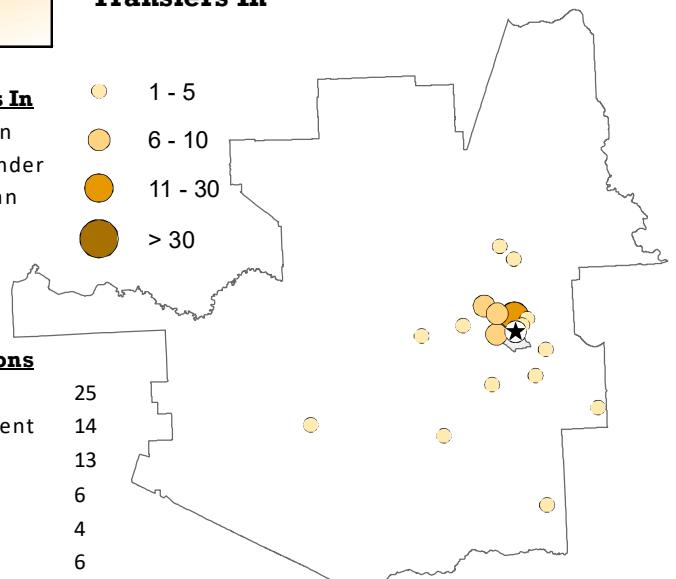 Transfers In
s In
n
nder
nn
1 - 5
6 - 10
11 - 30
> 30
ons
25
ent 14
13
6
4
6